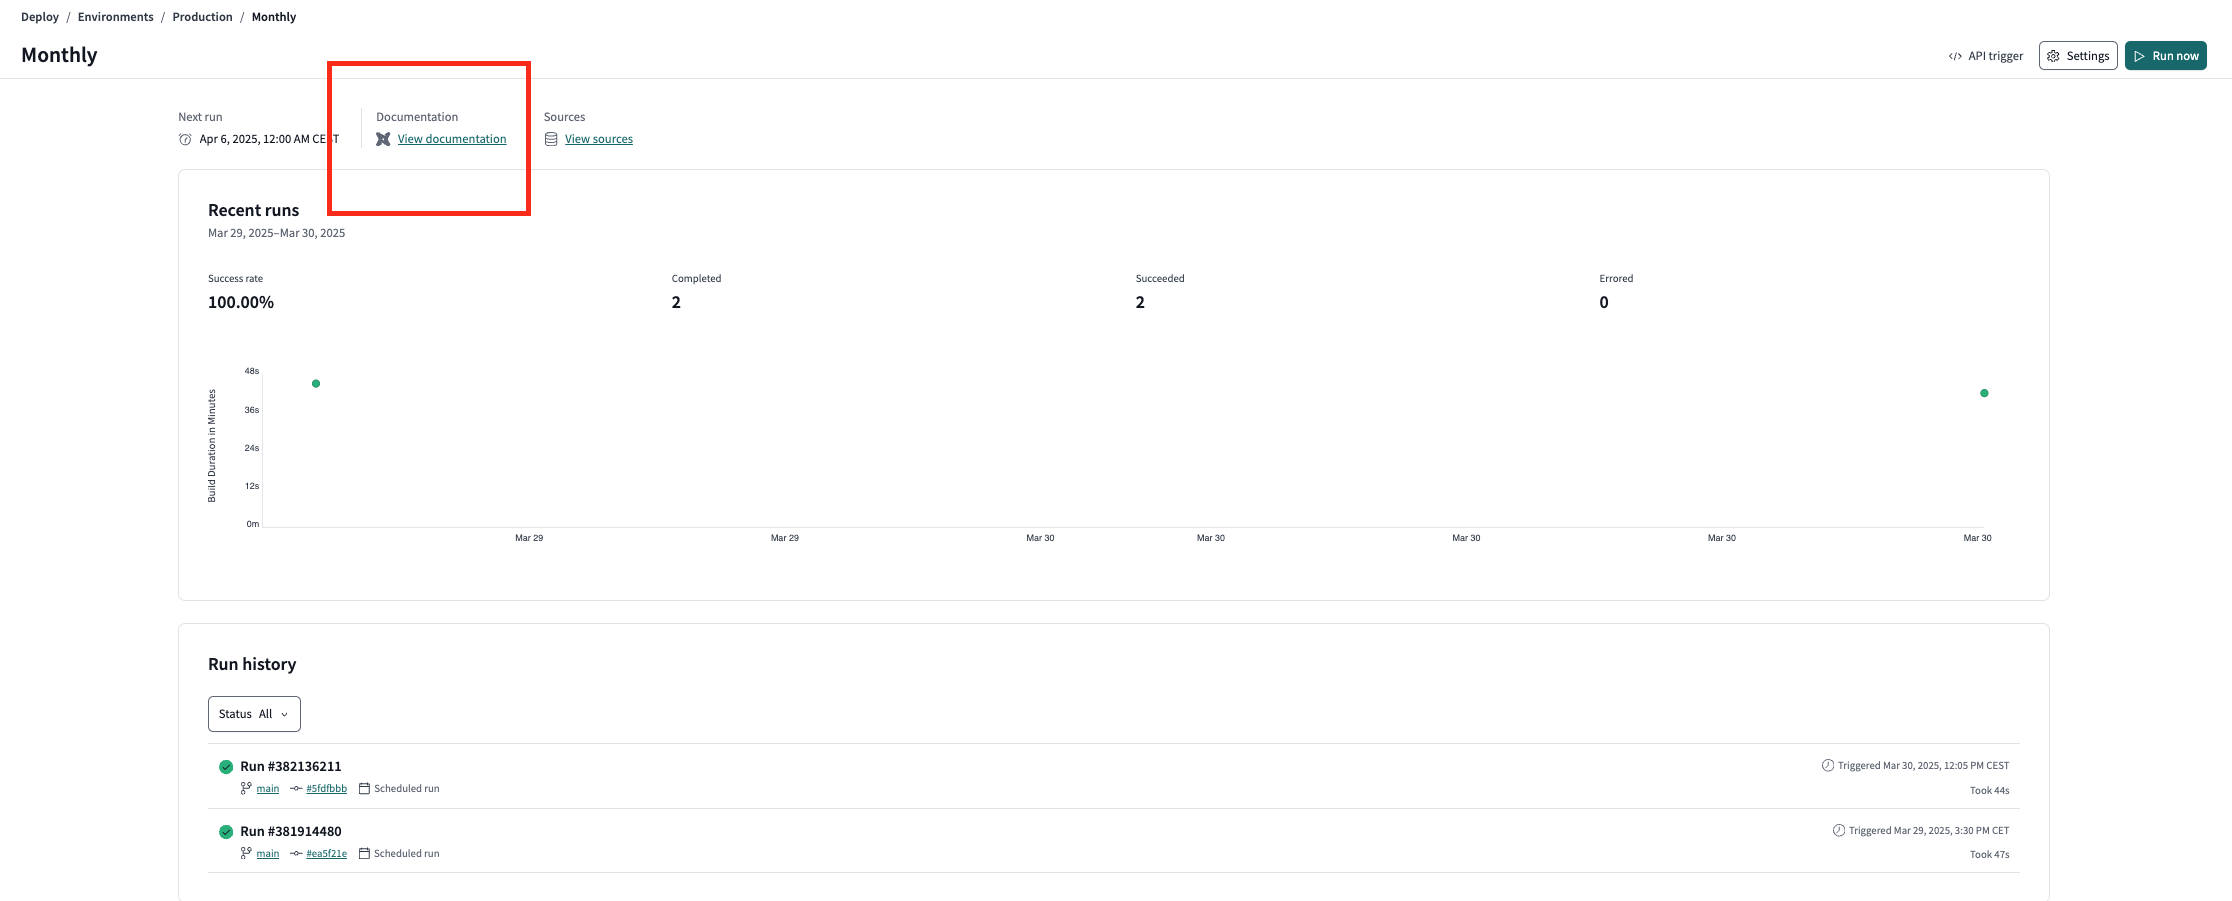 Deploy / Environments / Production / Monthly
Monthly
API trigger
Settings
Run now
Next run
Apr 6, 2025, 12:00 AM CEST
Documentation
View documentation
Sources
View sources
Recent runs
Mar 29, 2025–Mar 30, 2025
Success rate
100.00%
Completed
2
Succeeded
2
Errored
0
Build Duration in Minutes
48s
36s
24s
12s
0m
Mar 29 Mar 29 Mar 30 Mar 30 Mar 30 Mar 30 Mar 30
Run history
Status All
Run #382136211
Triggered Mar 30, 2025, 12:05 PM CEST
main #5fdfbbb Scheduled run
Took 44s
Run #381914480
Triggered Mar 29, 2025, 3:30 PM CET
main #ea5f21e Scheduled run
Took 47s